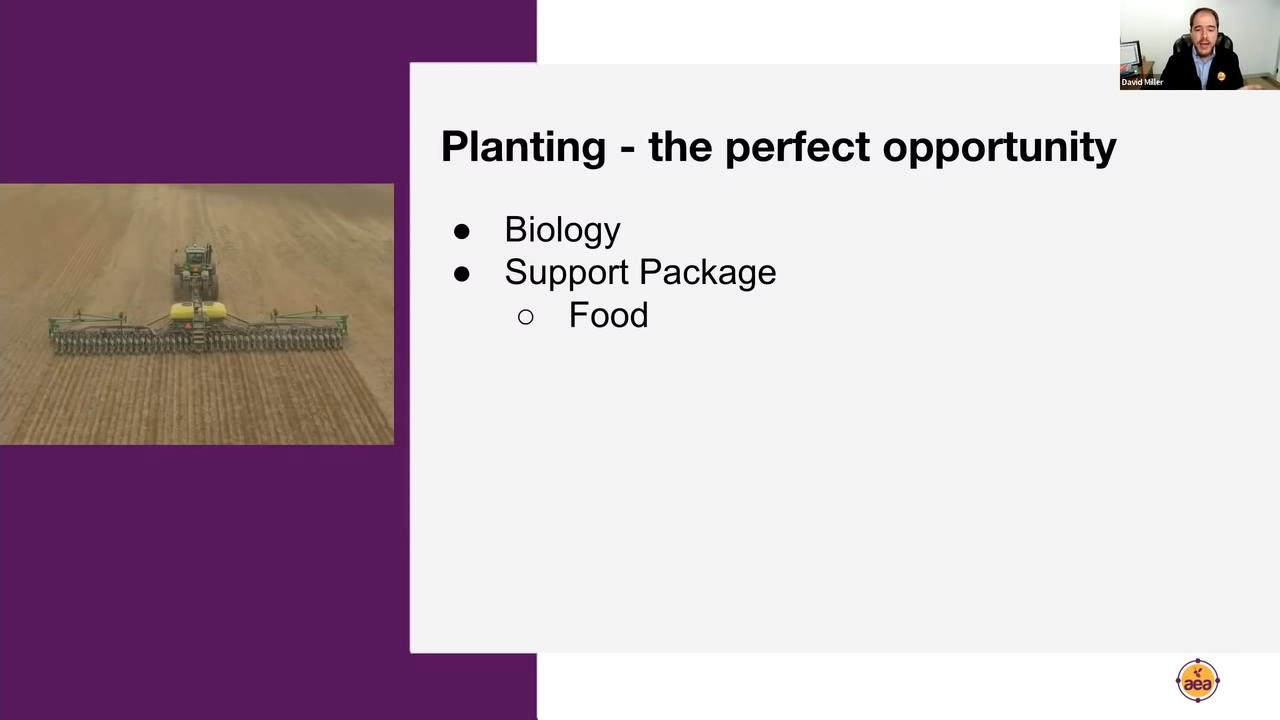 David Miller
Planting - the perfect opportunity
● Biology
● Support Package
○ Food
aea